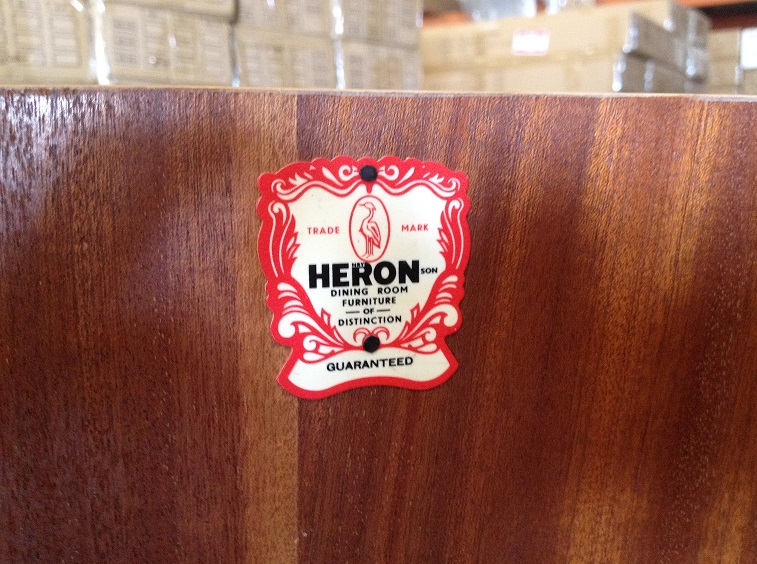 TRADE MARK
HERON SON
DINING ROOM
FURNITURE
OF
DISTINCTION
GUARANTEED